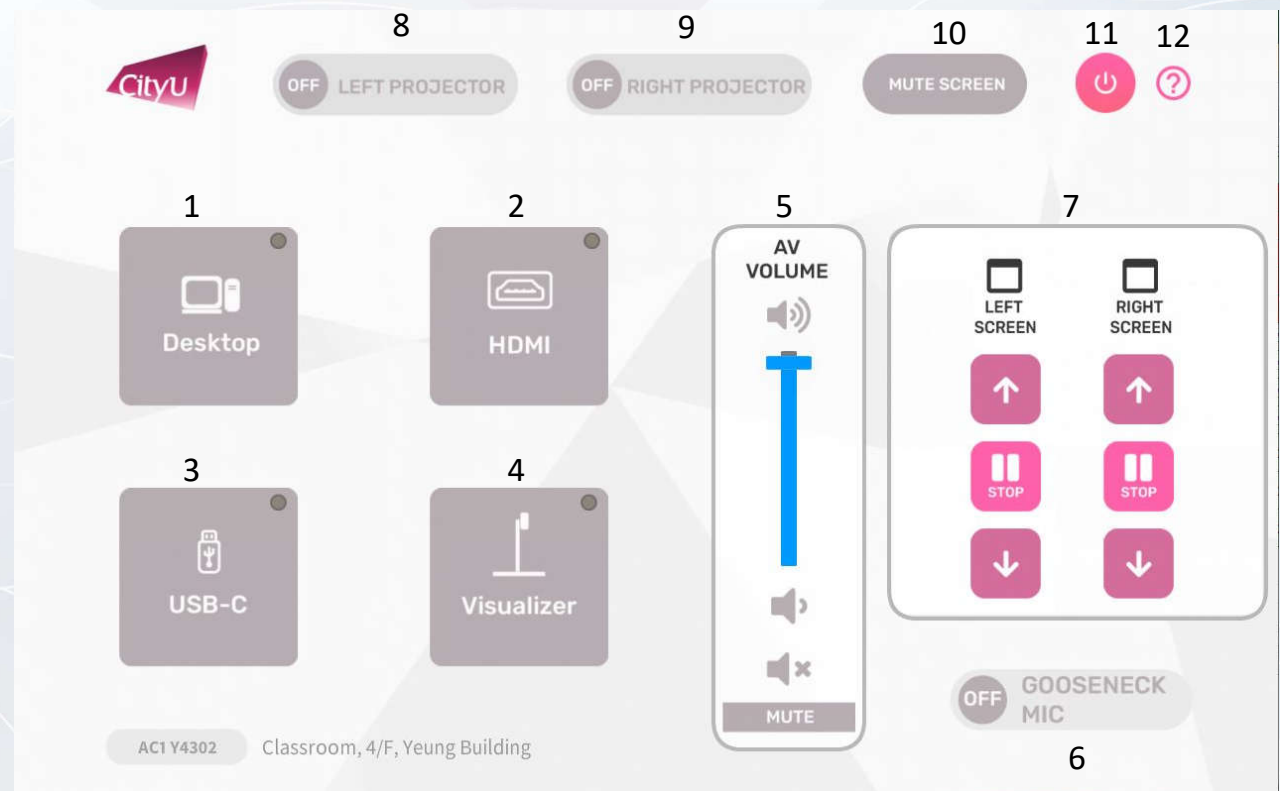 8
9
10
11
12
CityU
OFF LEFT PROJECTOR
OFF RIGHT PROJECTOR
MUTE SCREEN
?
1
2
5
7
Desktop
HDMI
AV
VOLUME
LEFT
SCREEN
RIGHT
SCREEN
STOP
STOP
3
4
USB-C
Visualizer
MUTE
OFF
GOOSENECK
MIC
6
AC1 Y4302
Classroom, 4/F, Yeung Building